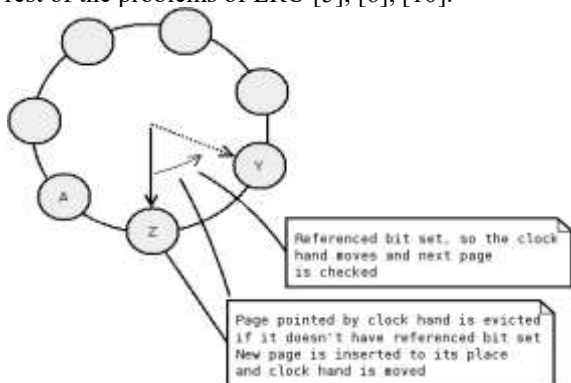 rest of the problems of LRU [5], [6], [10].
Y
A
Z
Referenced bit set, so the clock
hand moves and next page
is checked
Page pointed by clock hand is evicted
if it doesn't have referenced bit set
New page is inserted to its place
and clock hand is moved